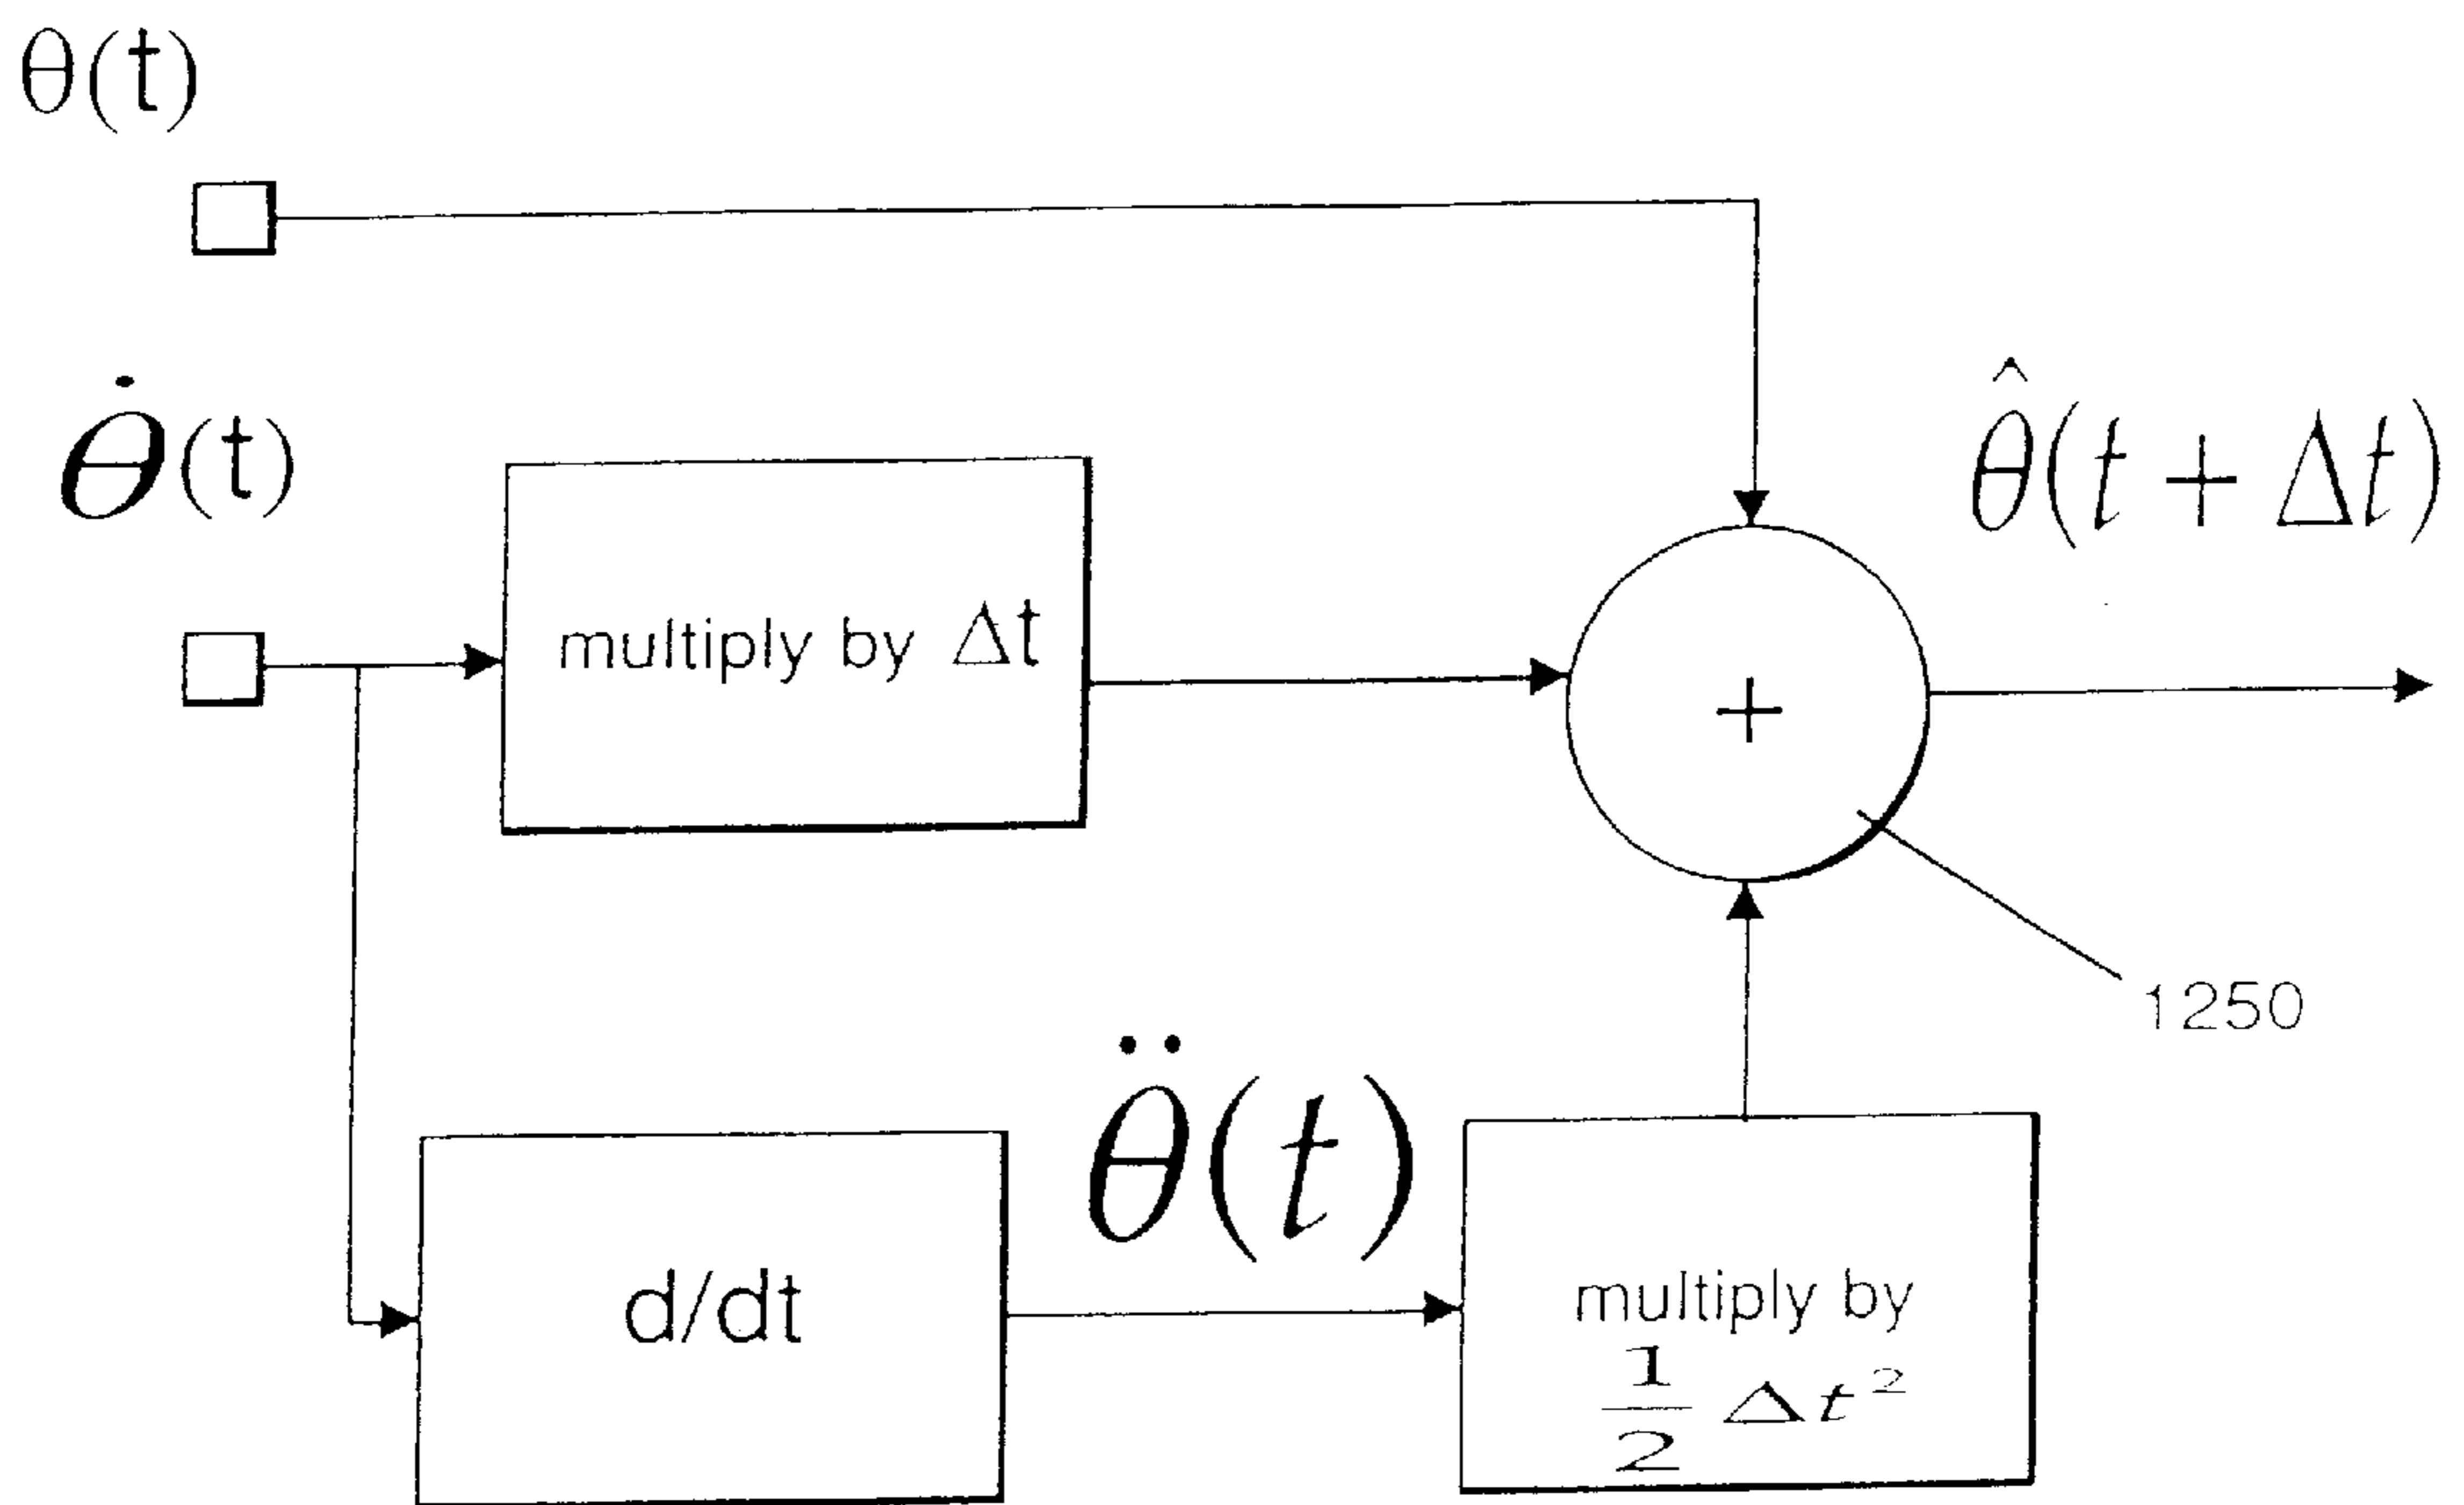 θ(t)
θ̇(t)
θ̂(t + Δt)
multiply by Δt
+
1250
θ̈(t)
d/dt
multiply by
1/2 Δt²